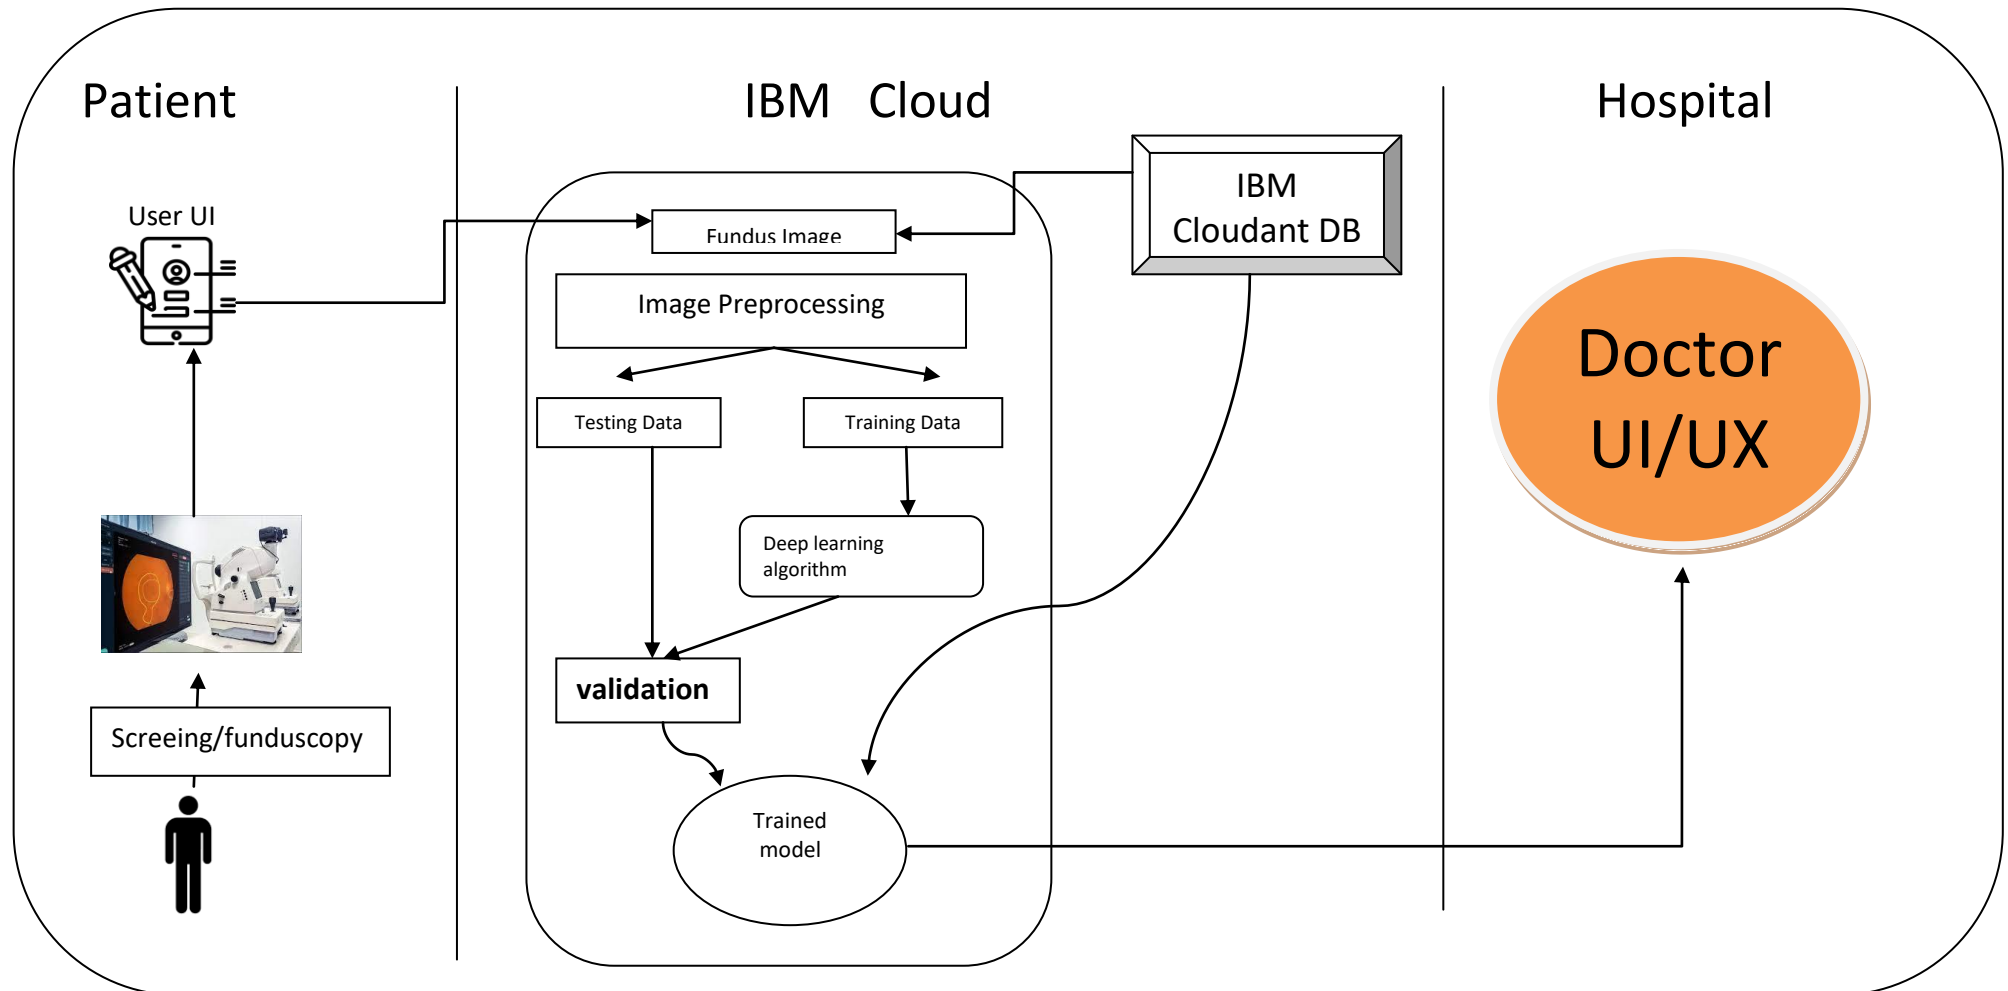 Patient
IBM Cloud
Hospital
User UI
Fundus Image
IBM
Cloudant DB
Image Preprocessing
Testing Data
Training Data
Deep learning
algorithm
validation
Trained
model
Screeing/funduscopy
Doctor
UI/UX